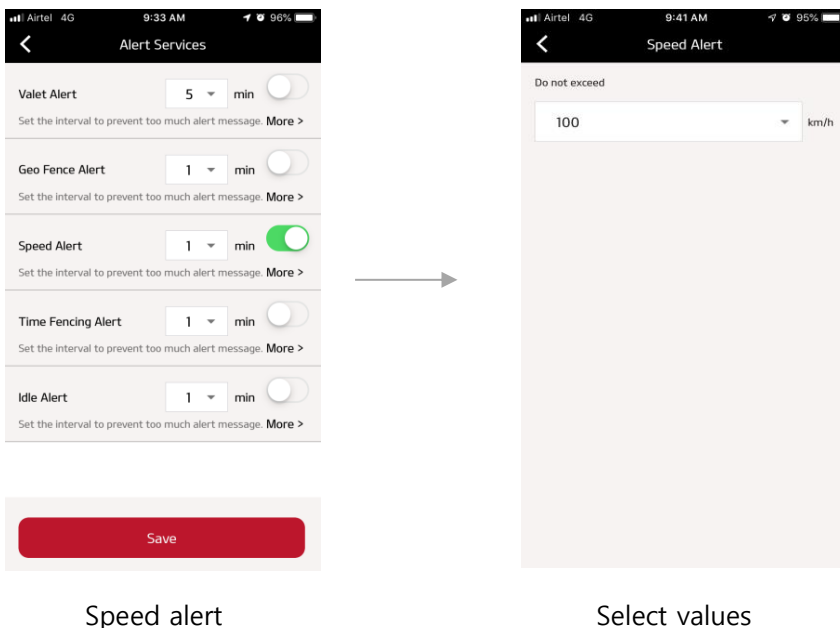 Airtel 4G 9:33 AM 96%
Alert Services
Valet Alert 5 min
Set the interval to prevent too much alert message. More >
Geo Fence Alert 1 min
Set the interval to prevent too much alert message. More >
Speed Alert 1 min
Set the interval to prevent too much alert message. More >
Time Fencing Alert 1 min
Set the interval to prevent too much alert message. More >
Idle Alert 1 min
Set the interval to prevent too much alert message. More >
Save
Speed alert
Airtel 4G 9:41 AM 95%
Speed Alert
Do not exceed
100 km/h
Select values